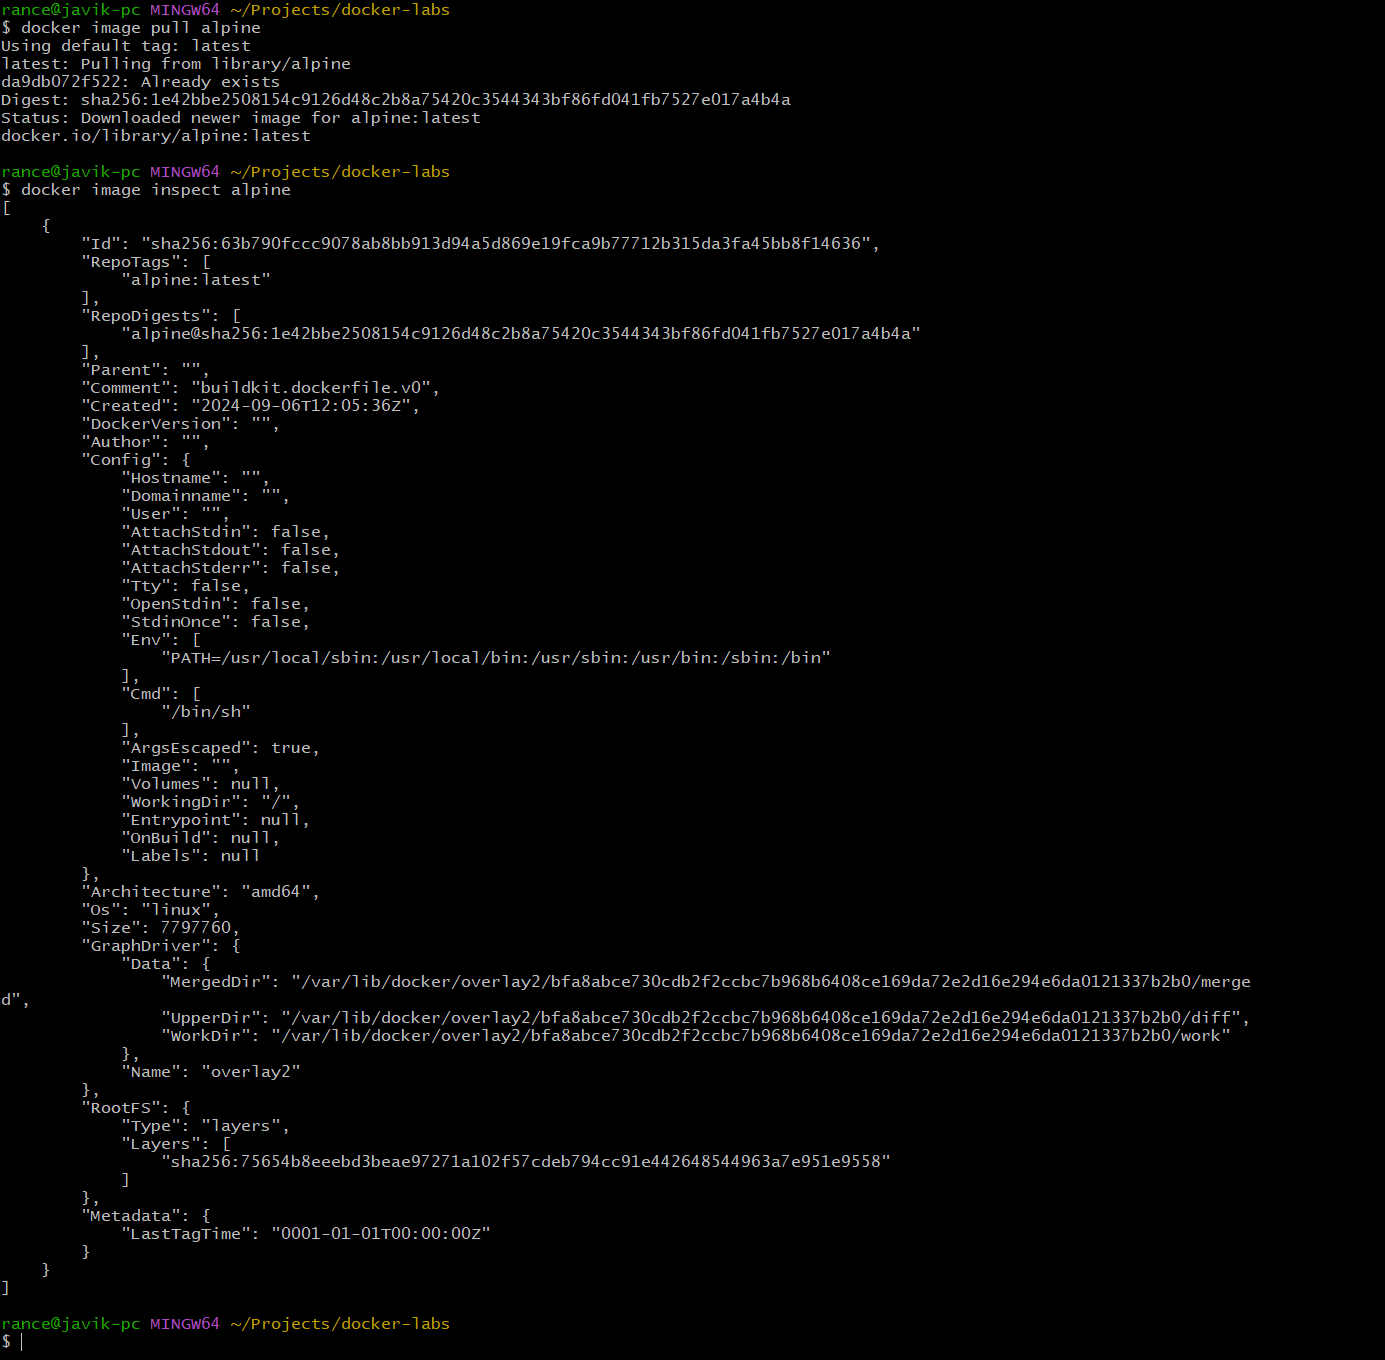 rance@javik-pc MINGW64 ~/Projects/docker-labs
$ docker image pull alpine
Using default tag: latest
latest: Pulling from library/alpine
da9db072f522: Already exists
Digest: sha256:1e42bbe2508154c9126d48c2b8a75420c3544343bf86fd041fb7527e017a4b4a
Status: Downloaded newer image for alpine:latest
docker.io/library/alpine:latest

rance@javik-pc MINGW64 ~/Projects/docker-labs
$ docker image inspect alpine
[
    {
        "Id": "sha256:63b790fccc9078ab8bb913d94a5d869e19fca9b77712b315da3fa45bb8f14636",
        "RepoTags": [
            "alpine:latest"
        ],
        "RepoDigests": [
            "alpine@sha256:1e42bbe2508154c9126d48c2b8a75420c3544343bf86fd041fb7527e017a4b4a"
        ],
        "Parent": "",
        "Comment": "buildkit.dockerfile.v0",
        "Created": "2024-09-06T12:05:36Z",
        "DockerVersion": "",
        "Author": "",
        "Config": {
            "Hostname": "",
            "Domainname": "",
            "User": "",
            "AttachStdin": false,
            "AttachStdout": false,
            "AttachStderr": false,
            "Tty": false,
            "OpenStdin": false,
            "StdinOnce": false,
            "Env": [
                "PATH=/usr/local/sbin:/usr/local/bin:/usr/sbin:/usr/bin:/sbin:/bin"
            ],
            "Cmd": [
                "/bin/sh"
            ],
            "ArgsEscaped": true,
            "Image": "",
            "Volumes": null,
            "WorkingDir": "/",
            "Entrypoint": null,
            "OnBuild": null,
            "Labels": null
        },
        "Architecture": "amd64",
        "Os": "linux",
        "Size": 7797760,
        "GraphDriver": {
            "Data": {
                "MergedDir": "/var/lib/docker/overlay2/bfa8abce730cdb2f2ccbc7b968b6408ce169da72e2d16e294e6da0121337b2b0/merge
d",
                "UpperDir": "/var/lib/docker/overlay2/bfa8abce730cdb2f2ccbc7b968b6408ce169da72e2d16e294e6da0121337b2b0/diff",
                "WorkDir": "/var/lib/docker/overlay2/bfa8abce730cdb2f2ccbc7b968b6408ce169da72e2d16e294e6da0121337b2b0/work"
            },
            "Name": "overlay2"
        },
        "RootFS": {
            "Type": "layers",
            "Layers": [
                "sha256:75654b8eeebd3beae97271a102f57cdeb794cc91e442648544963a7e951e9558"
            ]
        },
        "Metadata": {
            "LastTagTime": "0001-01-01T00:00:00Z"
        }
    }
]

rance@javik-pc MINGW64 ~/Projects/docker-labs
$